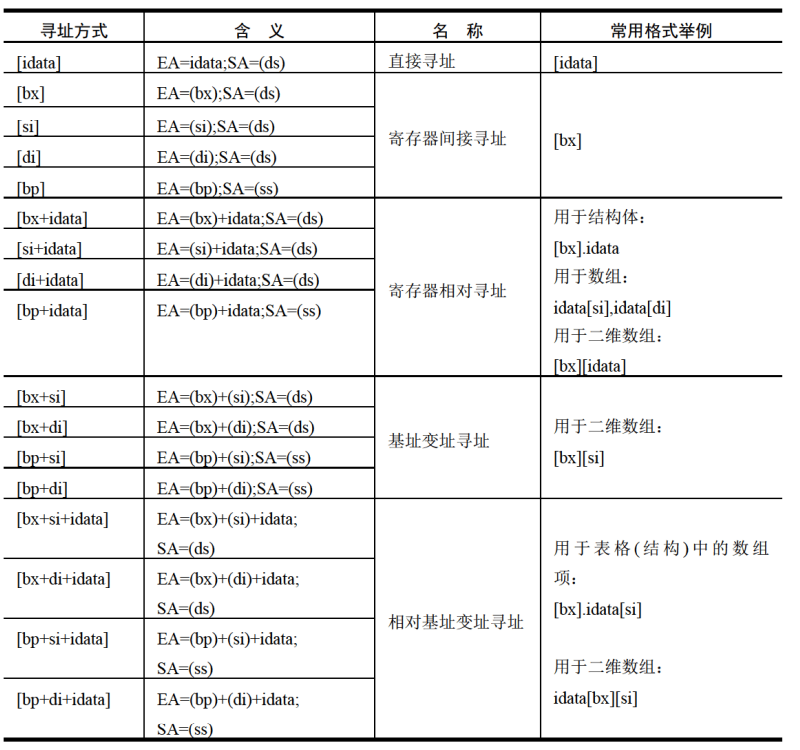 寻址方式 含 义 名 称 常用格式举例
[idata] EA=idata;SA=(ds) 直接寻址 [idata]
[bx] EA=(bx);SA=(ds)
[si] EA=(si);SA=(ds)
寄存器间接寻址 [bx]
[di] EA=(di);SA=(ds)
[bp] EA=(bp);SA=(ss)
[bx+idata] EA=(bx)+idata;SA=(ds) 用于结构体：
[si+idata] EA=(si)+idata;SA=(ds) [bx].idata
[di+idata] EA=(di)+idata;SA=(ds) 用于数组：
寄存器相对寻址
[bp+idata] EA=(bp)+idata;SA=(ss) idata[si],idata[di]
用于二维数组：
[bx][idata]
[bx+si] EA=(bx)+(si);SA=(ds)
[bx+di] EA=(bx)+(di);SA=(ds) 用于二维数组：
基址变址寻址
[bp+si] EA=(bp)+(si);SA=(ss) [bx][si]
[bp+di] EA=(bp)+(di);SA=(ss)
[bx+si+idata] EA=(bx)+(si)+idata;
SA=(ds) 用于表格(结构)中的数组
[bx+di+idata] EA=(bx)+(di)+idata; 项：
SA=(ds) [bx].idata[si]
相对基址变址寻址
[bp+si+idata] EA=(bp)+(si)+idata;
SA=(ss) 用于二维数组：
[bp+di+idata] EA=(bp)+(di)+idata; idata[bx][si]
SA=(ss)